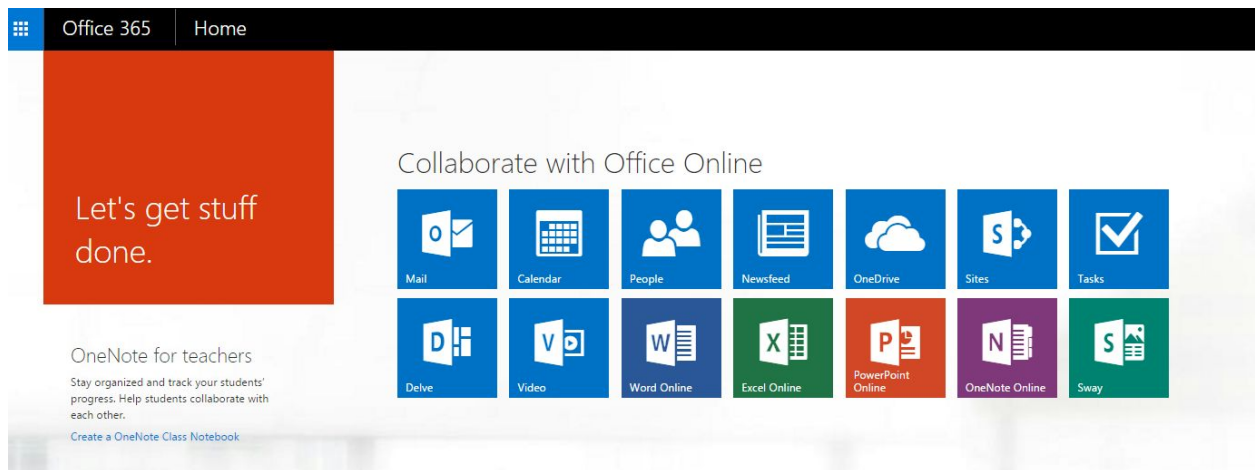 Office 365
Home
Let's get stuff
done.
OneNote for teachers
Stay organized and track your students'
progress. Help students collaborate with
each other.
Create a OneNote Class Notebook
Collaborate with Office Online
O
Mail
Calendar
People
Newsfeed
OneDrive
S
Sites
Tasks
D
Delve
V
Video
W
Word Online
X
Excel Online
P
PowerPoint
Online
N
OneNote Online
S
Sway